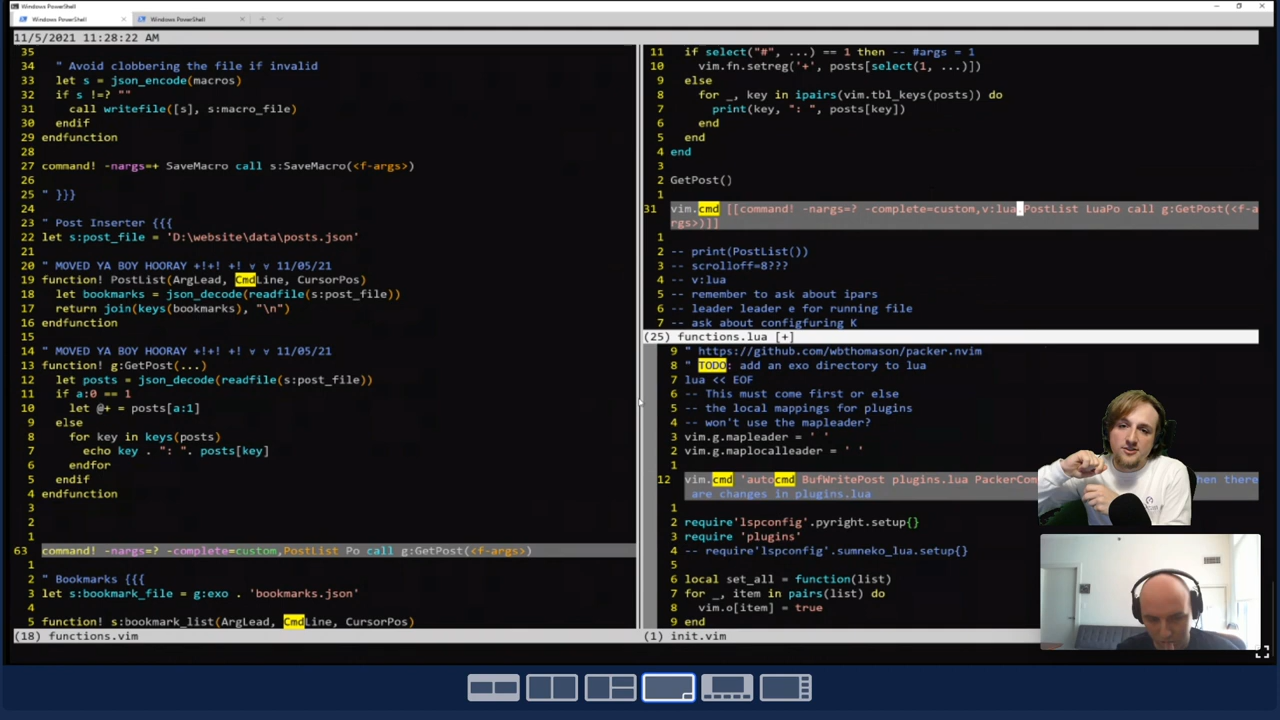 Windows PowerShell
Windows PowerShell
Windows PowerShell
11/5/2021 11:28:22 AM
35
34 " Avoid clobbering the file if invalid
33 let s = json_encode(macros)
32 if s !=? ""
31 call writefile([s], s:macro_file)
30 endif
29 endfunction
28
27 command! -nargs=+ SaveMacro call s:SaveMacro(<f-args>)
26
25 " }}}
24
23 " Post Inserter {{{
22 let s:post_file = 'D:\website\data\posts.json'
21
20 " MOVED YA BOY HOORAY +!+! +! v v 11/05/21
19 function! PostList(ArgLead, CmdLine, CursorPos)
18 let bookmarks = json_decode(readfile(s:post_file))
17 return join(keys(bookmarks), "\n")
16 endfunction
15
14 " MOVED YA BOY HOORAY +!+! +! v v 11/05/21
13 function! g:GetPost(...)
12 let posts = json_decode(readfile(s:post_file))
11 if a:0 == 1
10 let @+ = posts[a:1]
9 else
8 for key in keys(posts)
7 echo key . ": ". posts[key]
6 endfor
5 endif
4 endfunction
3
2
1
63 command! -nargs=? -complete=custom,PostList Po call g:GetPost(<f-args>)
1
2 " Bookmarks {{{
3 let s:bookmark_file = g:exo . 'bookmarks.json'
4
5 function! s:bookmark_list(ArgLead, CmdLine, CursorPos)
(18) functions.vim
11 if select("#", ...) == 1 then -- #args = 1
10 vim.fn.setreg('+', posts[select(1, ...)])
9 else
8 for _, key in ipairs(vim.tbl_keys(posts)) do
7 print(key, ": ", posts[key])
6 end
5 end
4 end
3
2 GetPost()
1
31 vim.cmd [[command! -nargs=? -complete=custom,v:lua.PostList LuaPo call g:GetPost(<f-a
rgs>)]]
1
2 -- print(PostList())
3 -- scrolloff=8???
4 -- v:lua
5 -- remember to ask about ipars
6 -- leader leader e for running file
7 -- ask about configfuring K
(25) functions.lua [+]
9 " https://github.com/wbthomason/packer.nvim
8 " TODO: add an exo directory to lua
7 lua << EOF
6 -- This must come first or else
5 -- the local mappings for plugins
4 -- won't use the mapleader?
3 vim.g.mapleader = ' '
2 vim.g.maplocalleader = ' '
1
12 vim.cmd 'autocmd BufWritePost plugins.lua PackerCom hen there
are changes in plugins.lua
1
2 require'lspconfig'.pyright.setup{}
3 require 'plugins'
4 -- require'lspconfig'.sumneko_lua.setup{}
5
6 local set_all = function(list)
7 for _, item in pairs(list) do
8 vim.o[item] = true
9 end
(1) init.vim